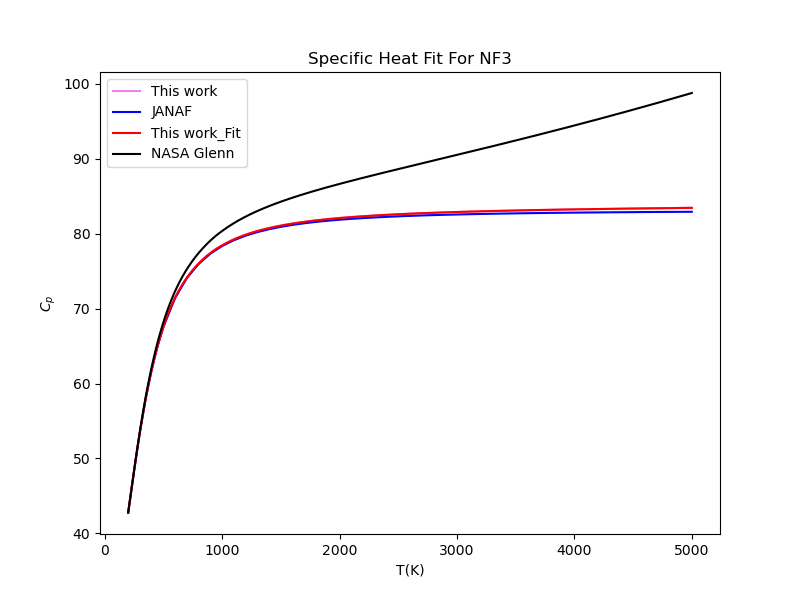 Specific Heat Fit For NF3
This work
JANAF
This work_Fit
NASA Glenn
100
90
80
70
60
50
40
C_p
0 1000 2000 3000 4000 5000
T(K)